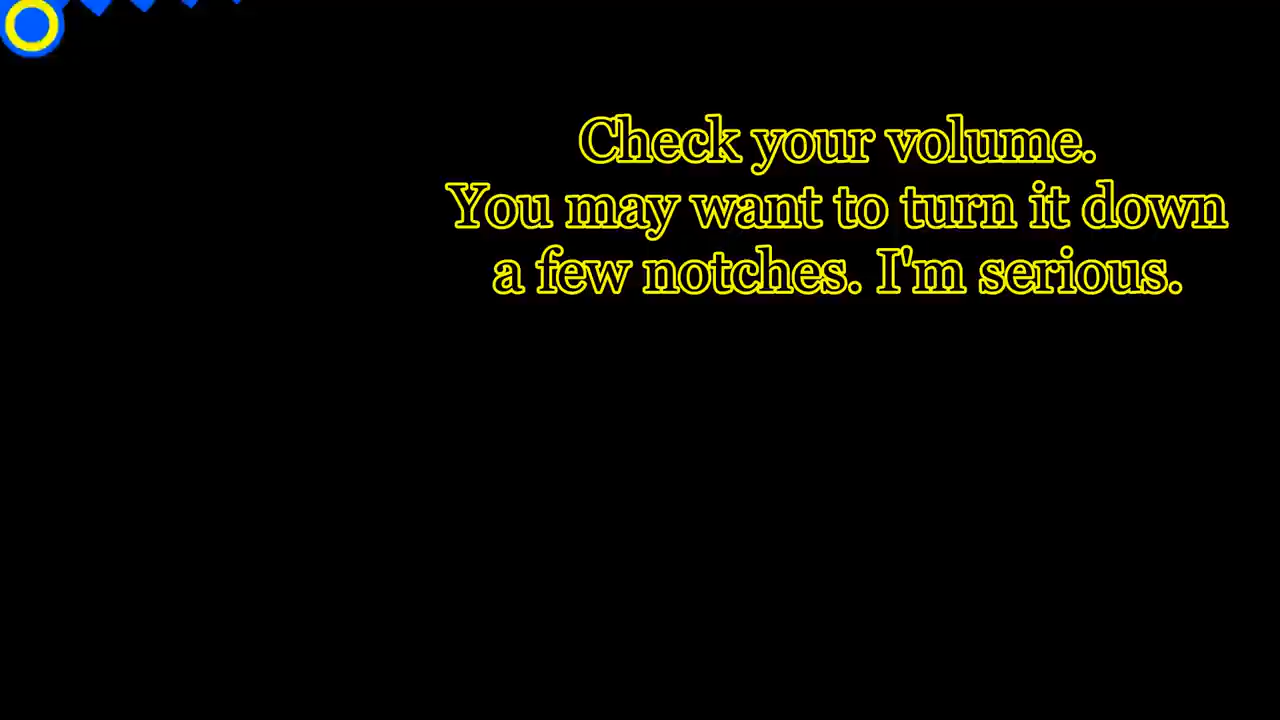 Check your volume.
You may want to turn it down
a few notches. I'm serious.